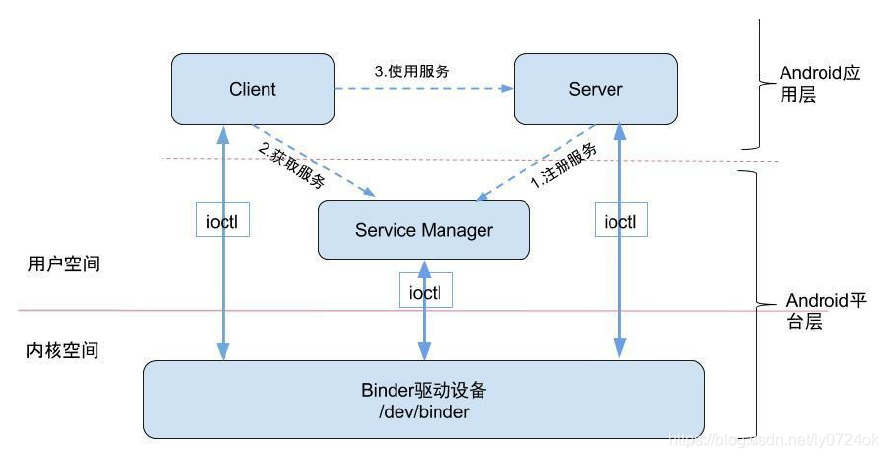 Client
3.使用服务
Server
Android应
用层
2.获取服务
1.注册服务
ioctl
Service Manager
ioctl
用户空间
ioctl
Android平
台层
内核空间
Binder驱动设备
/dev/binder
https://blog.csdn.net/ly0724ok